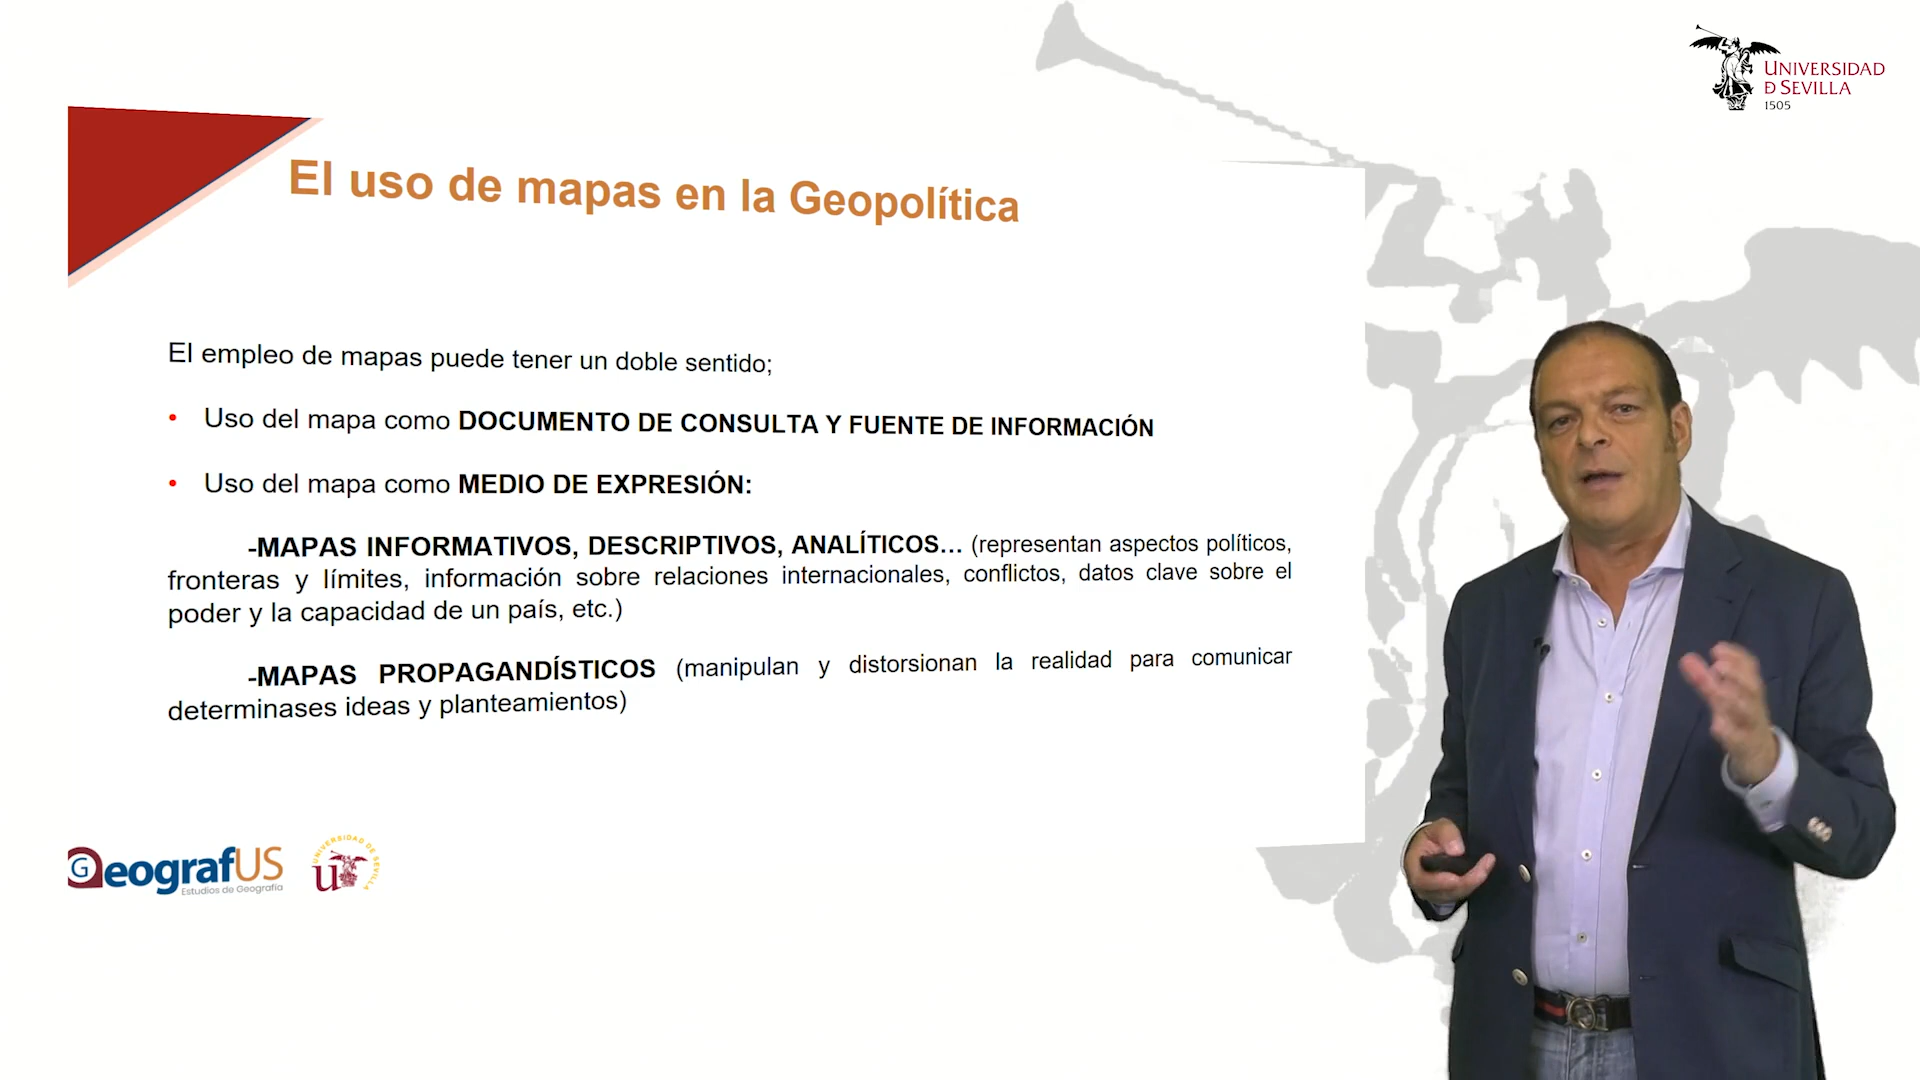 UNIVERSIDAD
D SEVILLA
1505
El uso de mapas en la Geopolítica
El empleo de mapas puede tener un doble sentido;
• Uso del mapa como DOCUMENTO DE CONSULTA Y FUENTE DE INFORMACIÓN
• Uso del mapa como MEDIO DE EXPRESIÓN:
-MAPAS INFORMATIVOS, DESCRIPTIVOS, ANALÍTICOS... (representan aspectos políticos,
fronteras y límites, información sobre relaciones internacionales, conflictos, datos clave sobre el
poder y la capacidad de un país, etc.)
-MAPAS PROPAGANDÍSTICOS (manipulan y distorsionan la realidad para comunicar
determinases ideas y planteamientos)
GeografUS
Estudios de Geografía
UNIVERSIDAD DE SEVILLA